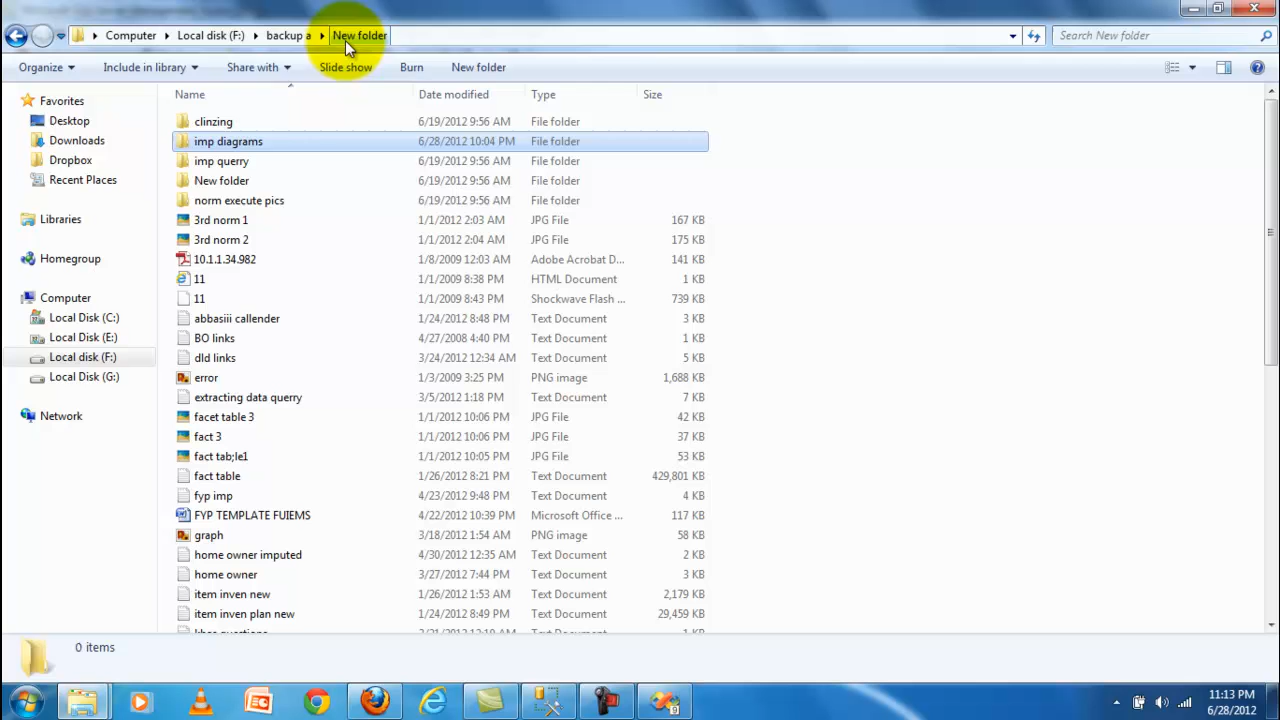 Computer Local disk (F:) backup a New folder Search New folder
Organize Include in library Share with Slide show Burn New folder
Name Date modified Type Size
Favorites
Desktop
Downloads
Dropbox
Recent Places
Libraries
Homegroup
Computer
Local Disk (C:)
Local Disk (E:)
Local disk (F:)
Local Disk (G:)
Network
clinzing 6/19/2012 9:56 AM File folder
imp diagrams 6/28/2012 10:04 PM File folder
imp querry 6/19/2012 9:56 AM File folder
New folder 6/19/2012 9:56 AM File folder
norm execute pics 6/19/2012 9:56 AM File folder
3rd norm 1 1/1/2012 2:03 AM JPG File 167 KB
3rd norm 2 1/1/2012 2:04 AM JPG File 175 KB
10.1.1.34.982 1/8/2009 12:03 AM Adobe Acrobat D... 141 KB
11 1/1/2009 8:38 PM HTML Document 1 KB
11 1/1/2009 8:43 PM Shockwave Flash ... 739 KB
abbasiii callender 1/24/2012 8:48 PM Text Document 3 KB
BO links 4/27/2008 4:40 PM Text Document 1 KB
dld links 3/24/2012 12:34 AM Text Document 5 KB
error 1/3/2009 3:25 PM PNG image 1,688 KB
extracting data querry 3/5/2012 1:18 PM Text Document 7 KB
facet table 3 1/1/2012 10:06 PM JPG File 42 KB
fact 3 1/1/2012 10:06 PM JPG File 37 KB
fact tab;le1 1/1/2012 10:05 PM JPG File 53 KB
fact table 1/26/2012 8:21 PM Text Document 429,801 KB
fyp imp 4/23/2012 9:48 PM Text Document 4 KB
FYP TEMPLATE FUIEMS 4/22/2012 10:39 PM Microsoft Office ... 117 KB
graph 3/18/2012 1:54 AM PNG image 58 KB
home owner imputed 4/30/2012 12:35 AM Text Document 2 KB
home owner 3/27/2012 7:44 PM Text Document 3 KB
item inven new 1/26/2012 1:53 AM Text Document 2,179 KB
item inven plan new 1/24/2012 8:49 PM Text Document 29,459 KB
0 items
11:13 PM
6/28/2012